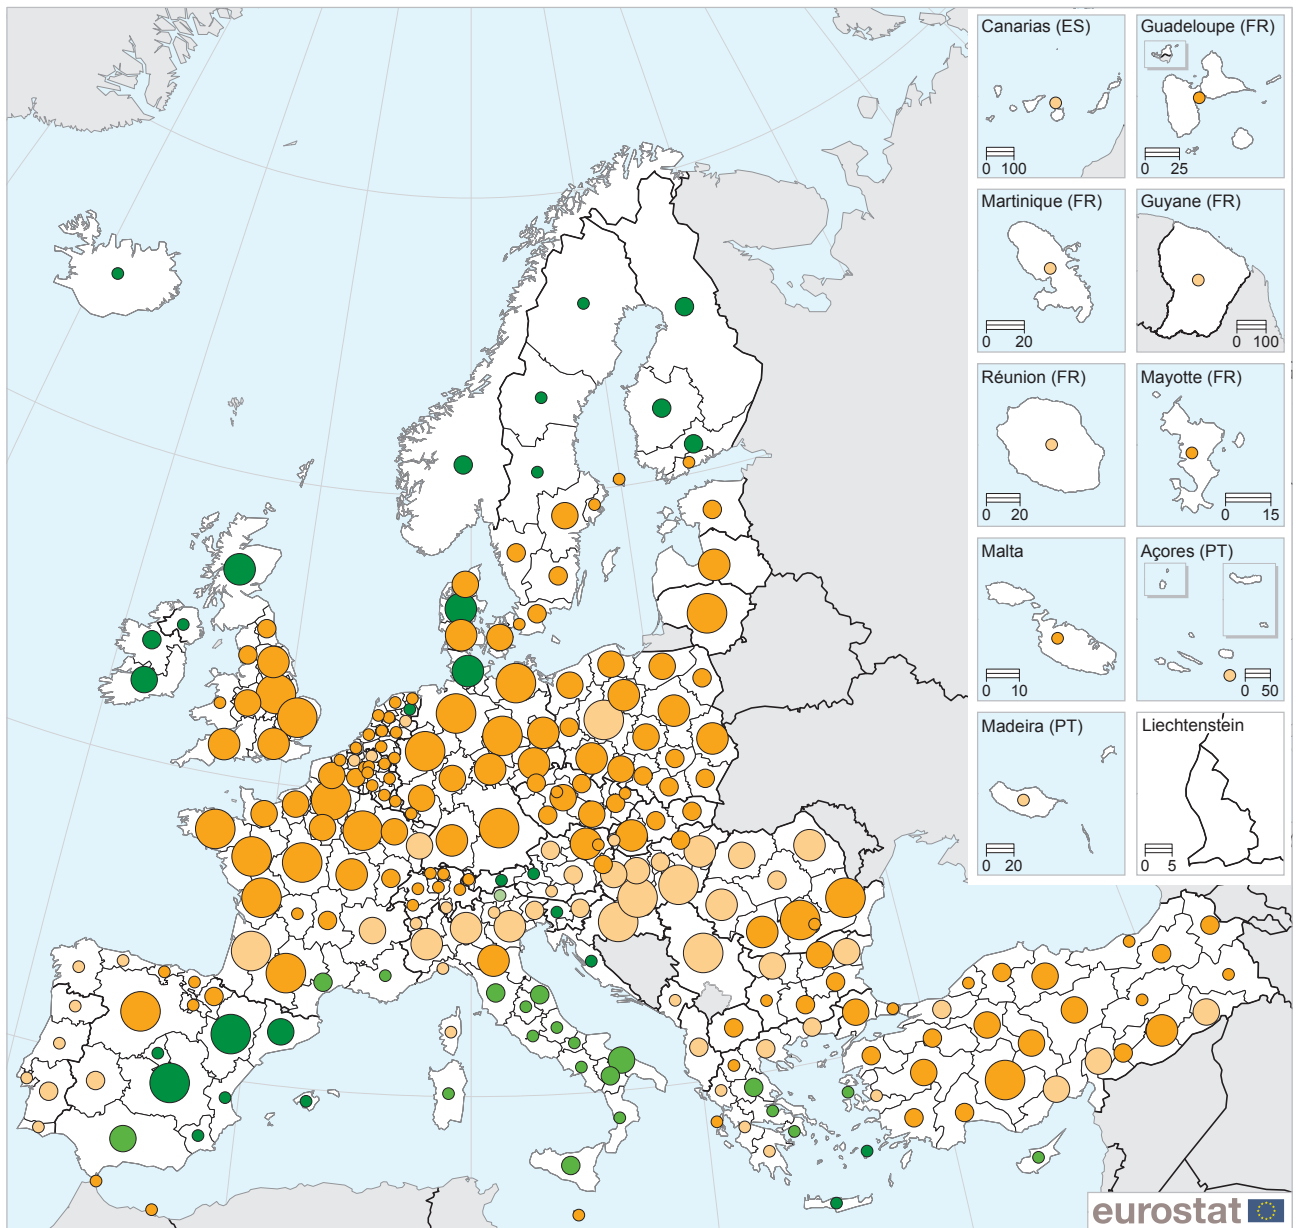 Canarias (ES)
0 100
Guadeloupe (FR)
0 25
Martinique (FR)
0 20
Guyane (FR)
0 100
Réunion (FR)
0 20
Mayotte (FR)
0 15
Malta
0 10
Açores (PT)
0 50
Madeira (PT)
0 20
Liechtenstein
0 5
eurostat